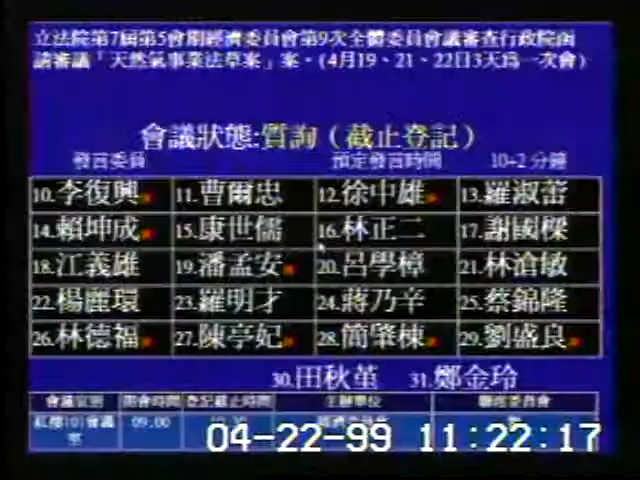 立法院第7屆第5會期經濟委員會第9次全體委員會議審查行政院函
請審議「天然氣事業法草案」案。(4月19、21、22日3天為一次會)
會議狀態:質詢（截止登記）
發言委員 預定發言時間 10+2 分鐘
10.李復興 11.曹爾忠 12.徐中雄 13.羅淑蕾
14.賴坤成 15.康世儒 16.林正二 17.謝國樑
18.江義雄 19.潘孟安 20.呂學樟 21.林滄敏
22.楊麗環 23.羅明才 24.蔣乃辛 25.蔡錦隆
26.林德福 27.陳亭妃 28.簡肇棟 29.劉盛良
30.田秋堇 31.鄭金玲
會議室別 開會時間 登記截止時間 主辦單位 聯席委員會
紅樓101會議 09.00
室
04-22-99 11:22:17